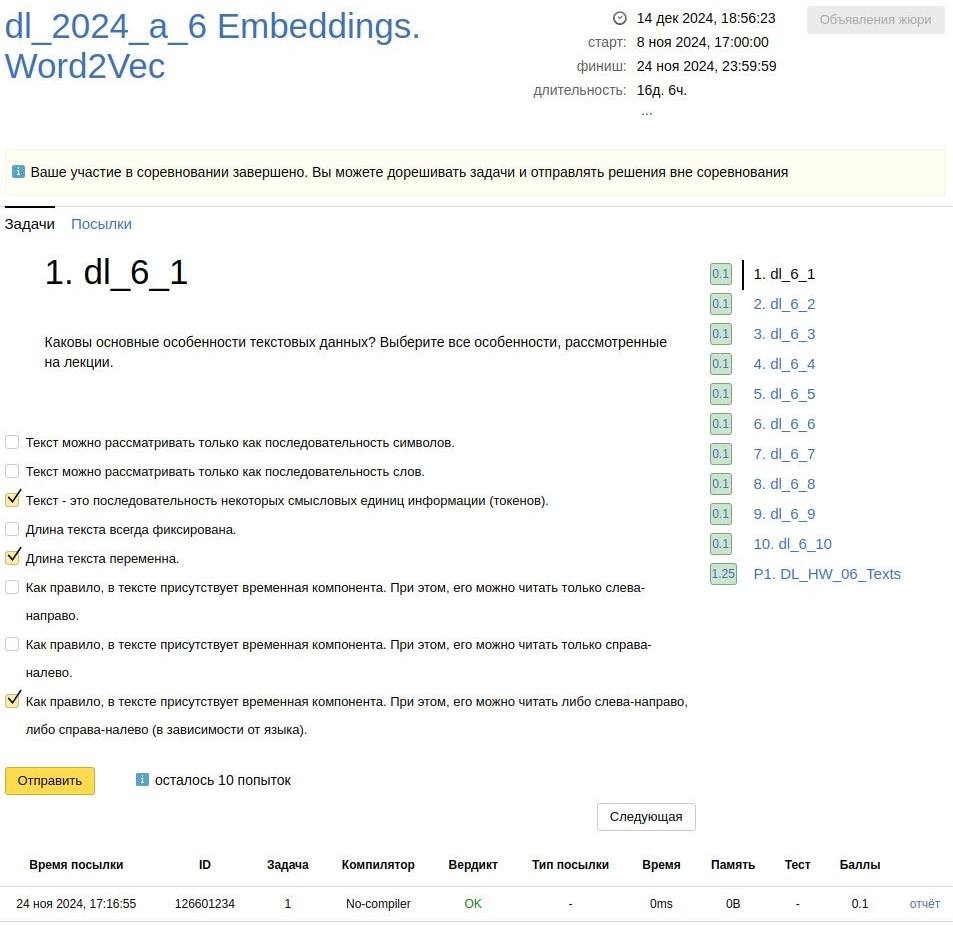 dl_2024_a_6 Embeddings.
Word2Vec
14 дек 2024, 18:56:23
старт: 8 ноя 2024, 17:00:00
финиш: 24 ноя 2024, 23:59:59
длительность: 16д. 6ч.
...
Объявления жюри
Ваше участие в соревновании завершено. Вы можете дорешивать задачи и отправлять решения вне соревнования
Задачи Посылки
1. dl_6_1
Каковы основные особенности текстовых данных? Выберите все особенности, рассмотренные
на лекции.
Текст можно рассматривать только как последовательность символов.
Текст можно рассматривать только как последовательность слов.
Текст - это последовательность некоторых смысловых единиц информации (токенов).
Длина текста всегда фиксирована.
Длина текста переменна.
Как правило, в тексте присутствует временная компонента. При этом, его можно читать только слева-
направо.
Как правило, в тексте присутствует временная компонента. При этом, его можно читать только справа-
налево.
Как правило, в тексте присутствует временная компонента. При этом, его можно читать либо слева-направо,
либо справа-налево (в зависимости от языка).
Отправить осталось 10 попыток
Следующая
0.1 1. dl_6_1
0.1 2. dl_6_2
0.1 3. dl_6_3
0.1 4. dl_6_4
0.1 5. dl_6_5
0.1 6. dl_6_6
0.1 7. dl_6_7
0.1 8. dl_6_8
0.1 9. dl_6_9
0.1 10. dl_6_10
1.25 P1. DL_HW_06_Texts
Время посылки ID Задача Компилятор Вердикт Тип посылки Время Память Тест Баллы
24 ноя 2024, 17:16:55 126601234 1 No-compiler OK - 0ms 0B - 0.1 отчёт